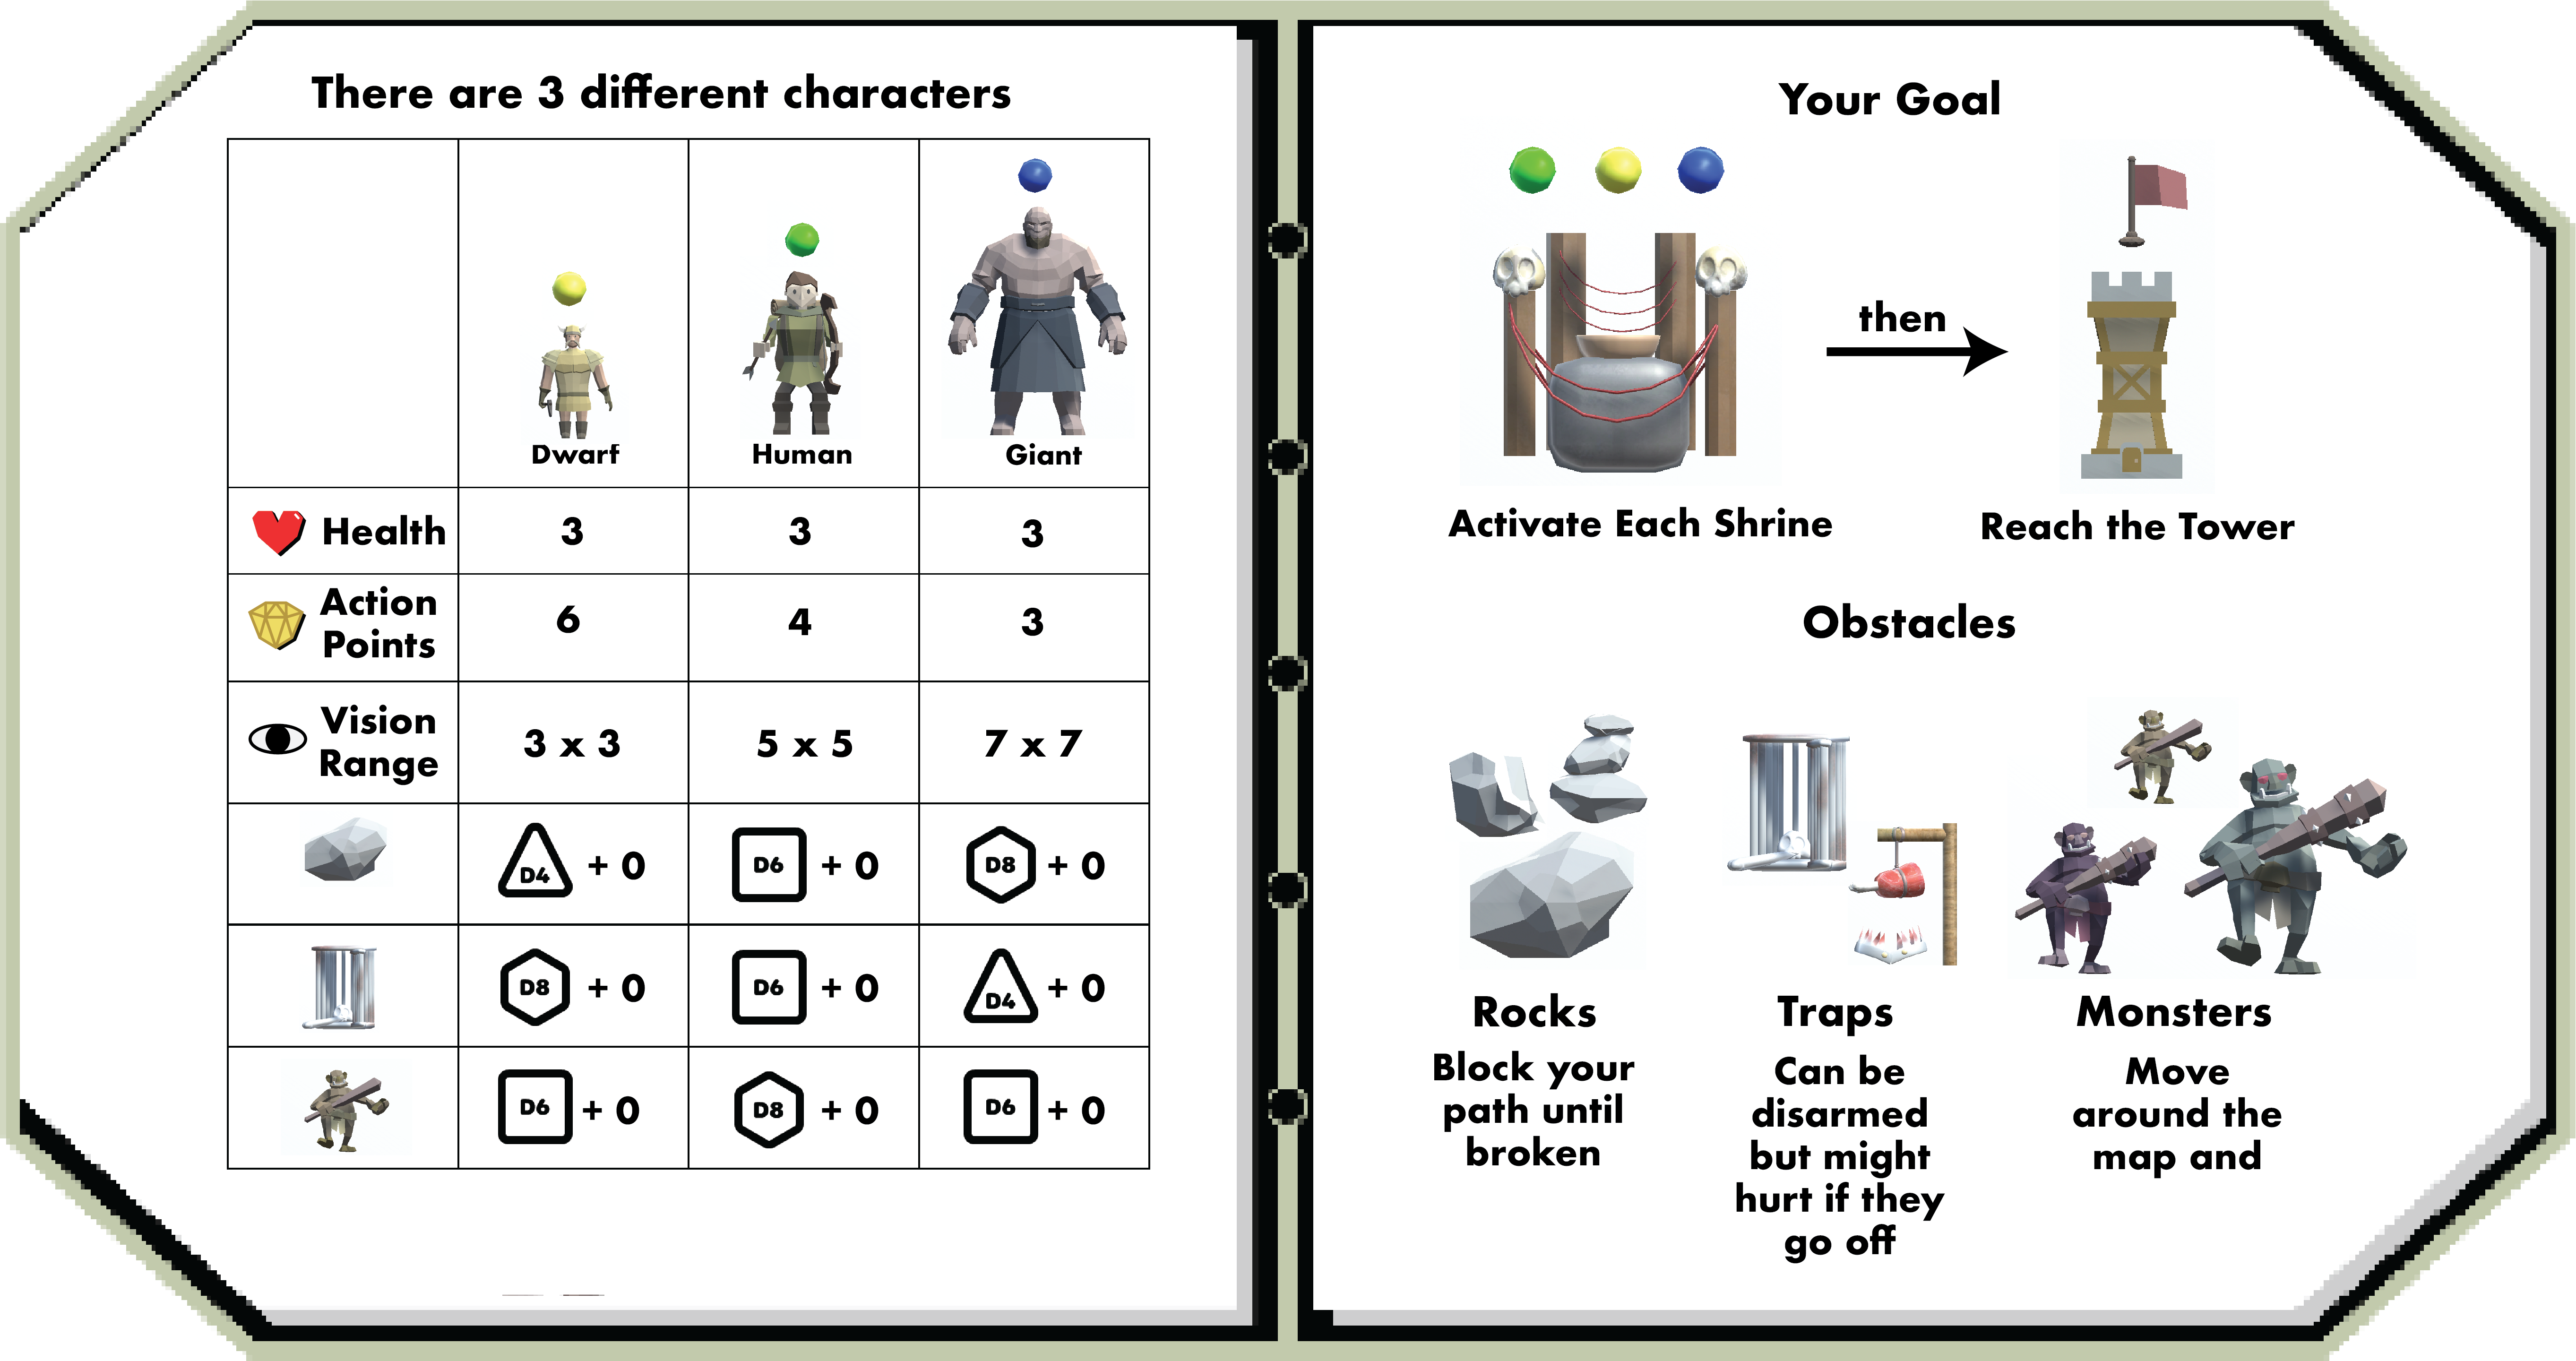 There are 3 different characters
Dwarf Human Giant
Health 3 3 3
Action
Points 6 4 3
Vision
Range 3 x 3 5 x 5 7 x 7
D4 + 0 D6 + 0 D8 + 0
D8 + 0 D6 + 0 D4 + 0
D6 + 0 D8 + 0 D6 + 0
Your Goal
then
Activate Each Shrine
Reach the Tower
Obstacles
Rocks
Block your
path until
broken
Traps
Can be
disarmed
but might
hurt if they
go off
Monsters
Move
around the
map and